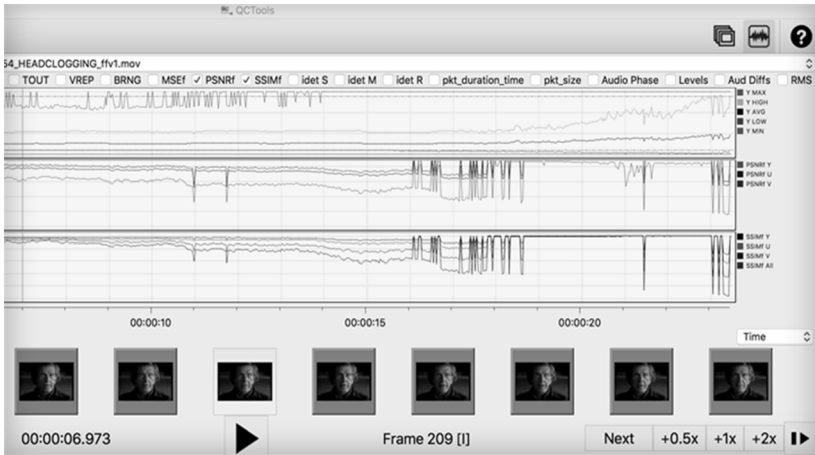 QCTools
54_HEADCLOGGING_ffv1.mov
TOUT VREP BRNG MSEf PSNRf SSIMf idet S idet M idet R pkt_duration_time pkt_size Audio Phase Levels Aud Diffs RMS
Y MAX
Y HIGH
Y AVG
Y LOW
Y MIN
PSNRf Y
PSNRf U
PSNRf V
SSIMf Y
SSIMf U
SSIMf V
SSIMf All
00:00:10 00:00:15 00:00:20
Time
00:00:06.973 Frame 209 [I] Next +0.5x +1x +2x